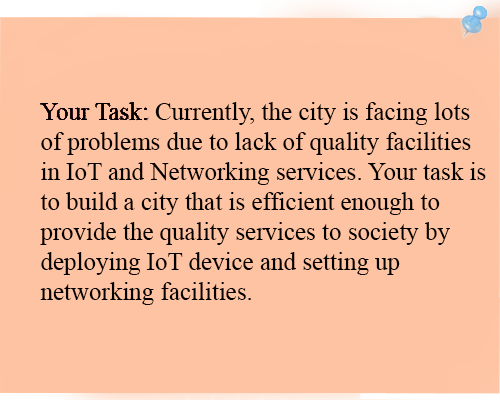 Your Task: Currently, the city is facing lots
of problems due to lack of quality facilities
in IoT and Networking services. Your task is
to build a city that is efficient enough to
provide the quality services to society by
deploying IoT device and setting up
networking facilities.